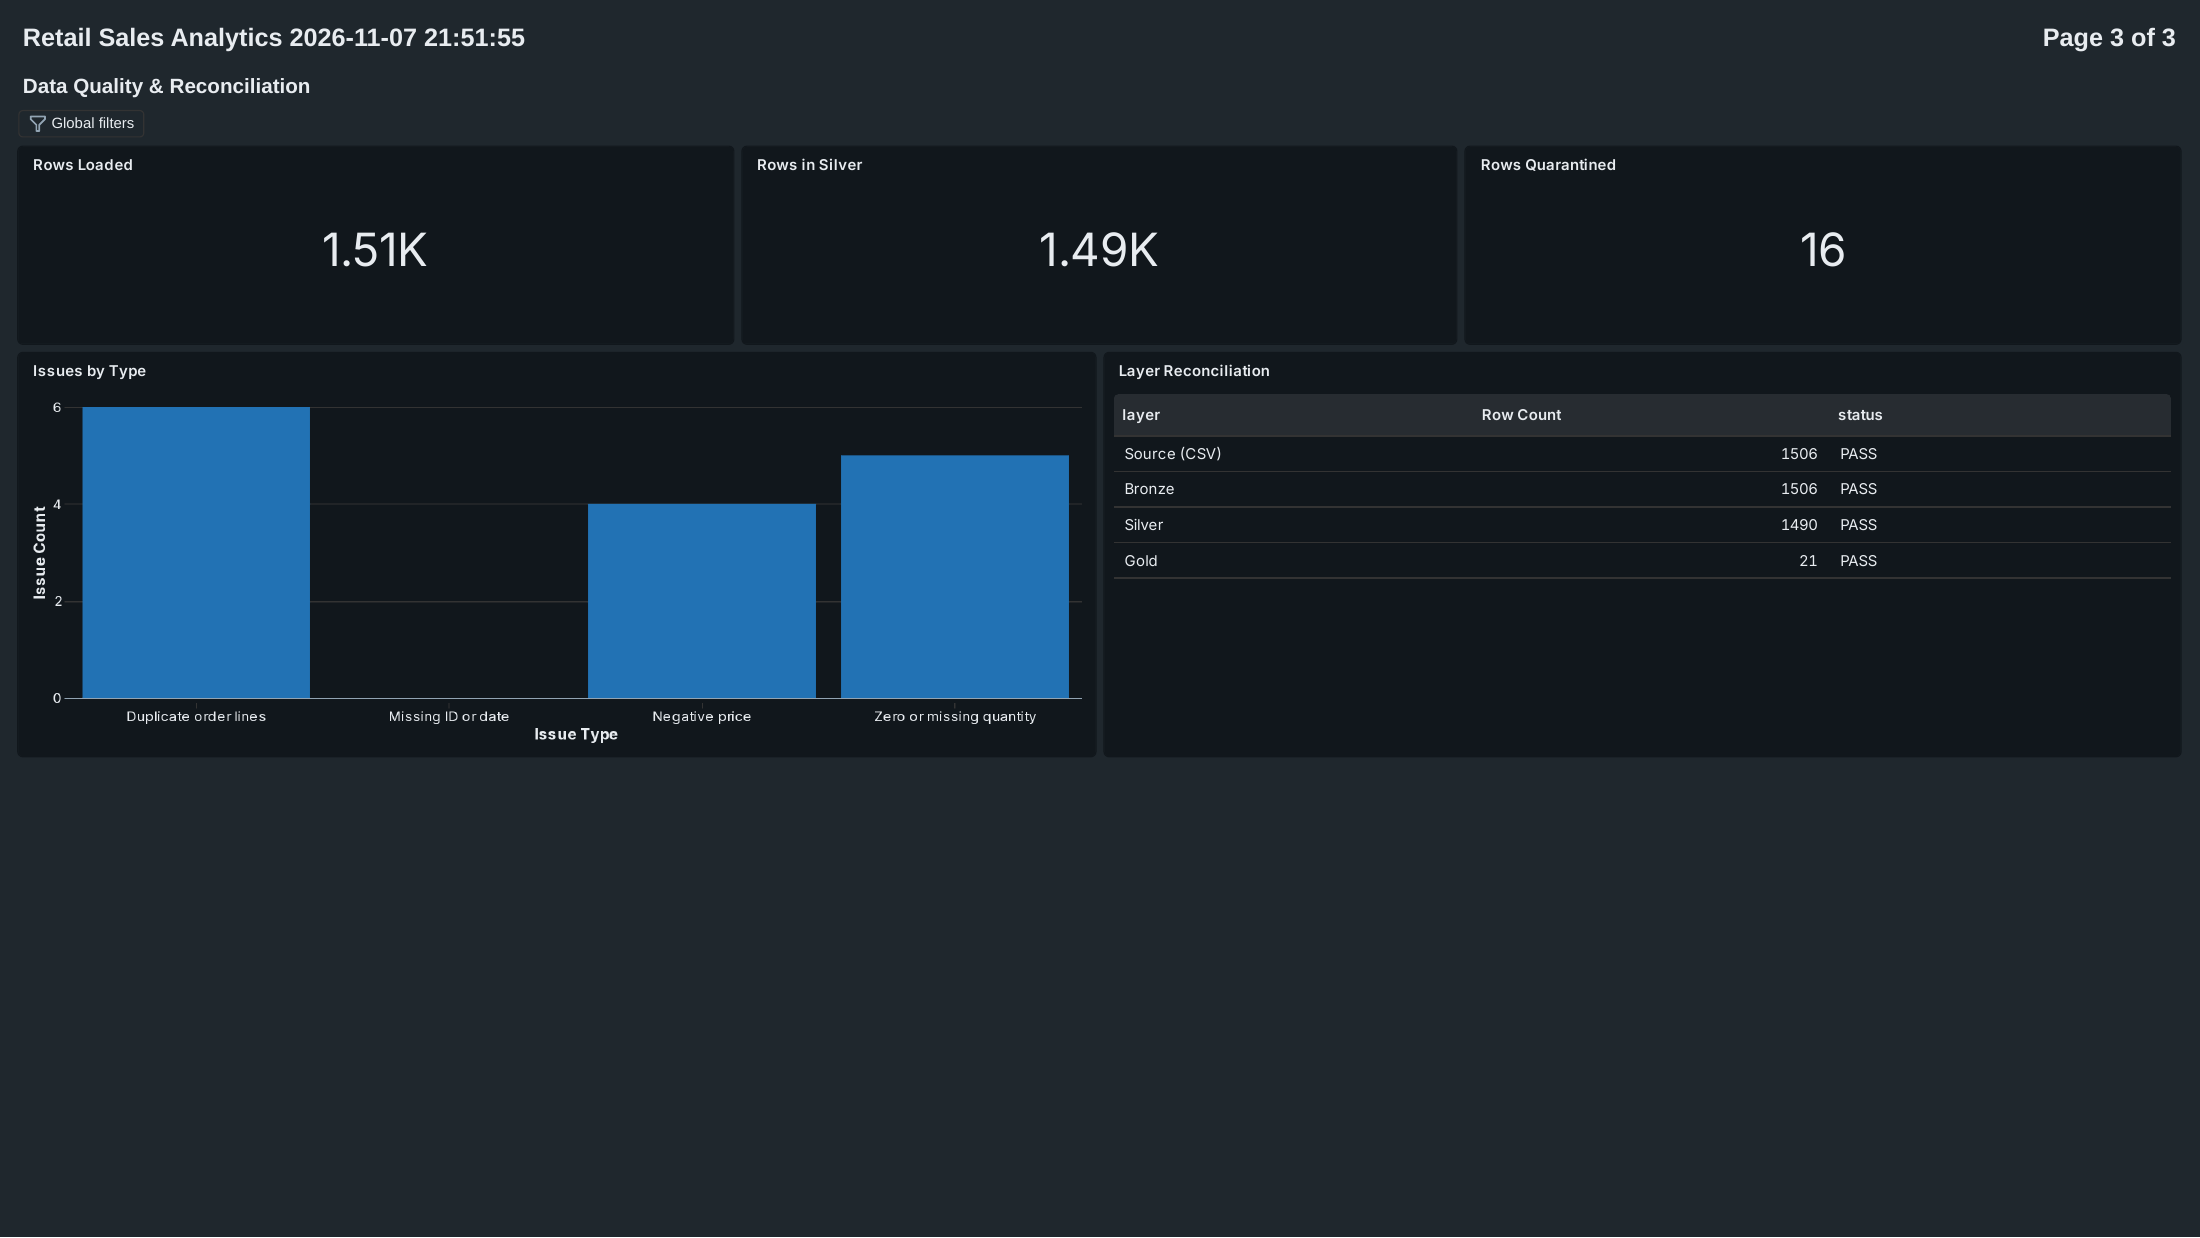 Retail Sales Analytics 2026-11-07 21:51:55
Page 3 of 3
Data Quality & Reconciliation
Global filters
Rows Loaded
1.51K
Rows in Silver
1.49K
Rows Quarantined
16
Issues by Type
6
4
2
0
Issue Count
Duplicate order lines
Missing ID or date
Negative price
Zero or missing quantity
Issue Type
Layer Reconciliation
layer Row Count status
Source (CSV) 1506 PASS
Bronze 1506 PASS
Silver 1490 PASS
Gold 21 PASS